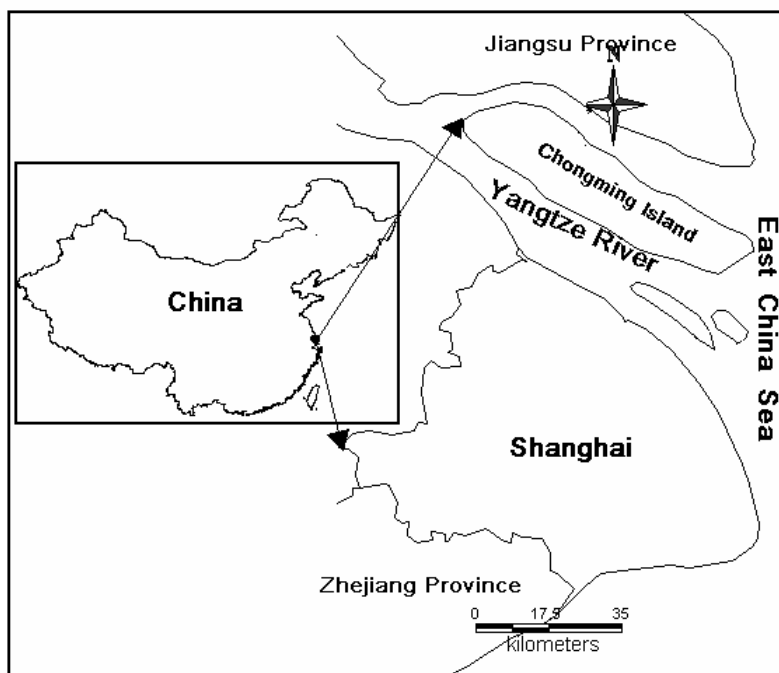 Jiangsu Province
N
Chongming Island
Yangtze River
East China Sea
China
Shanghai
Zhejiang Province
0 17.5 35
kilometers